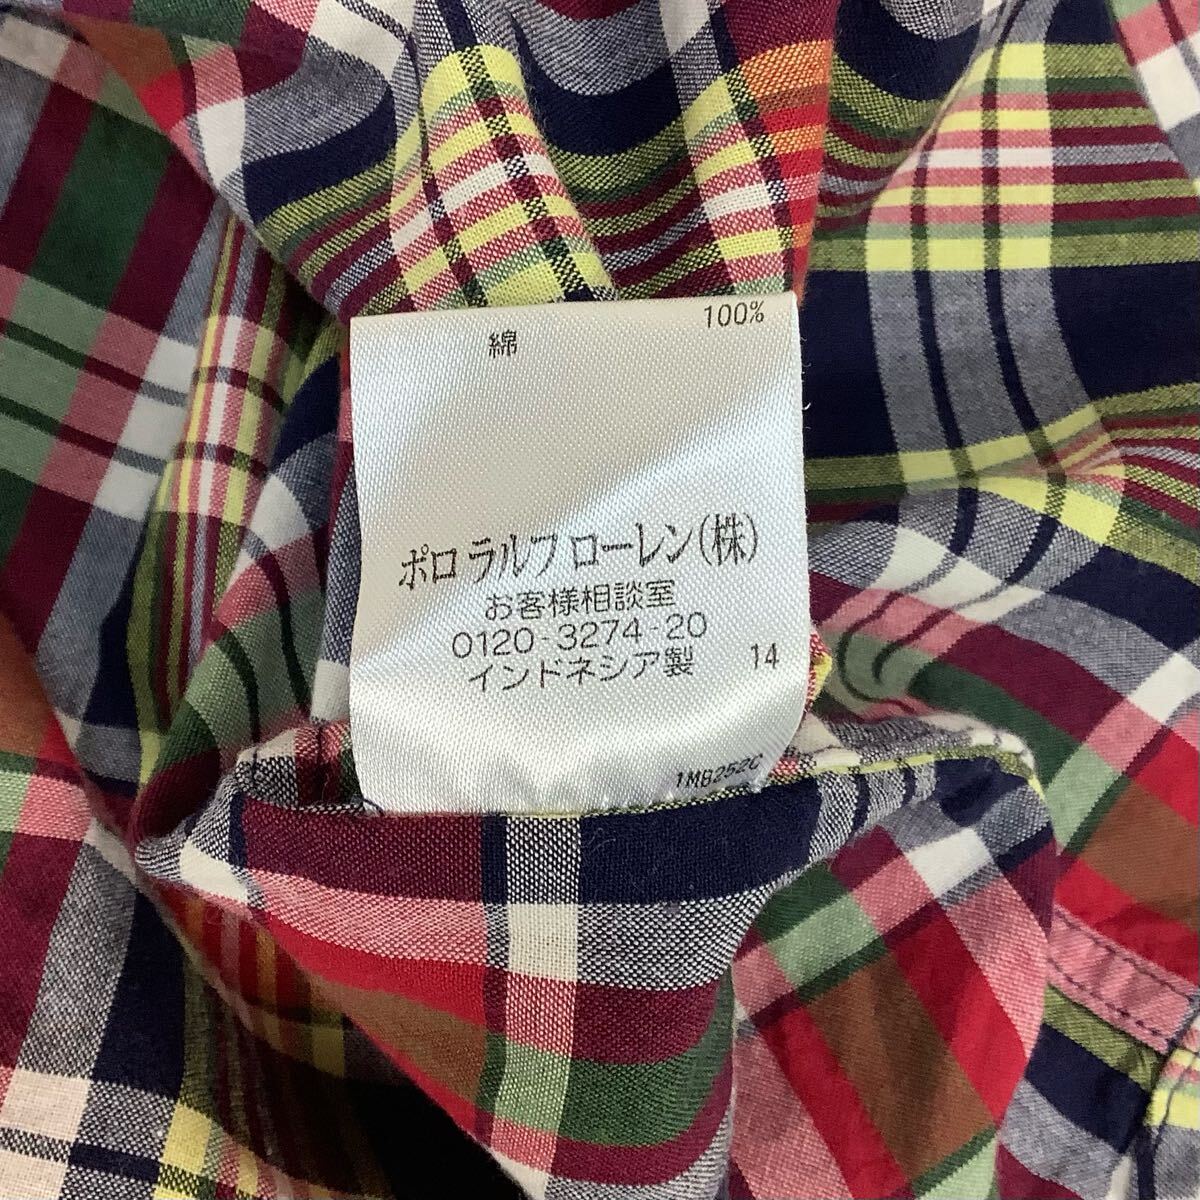 綿 100%
ポロ ラルフ ローレン(株)
お客様相談室
0120-3274-20
インドネシア製 14
1MB252C